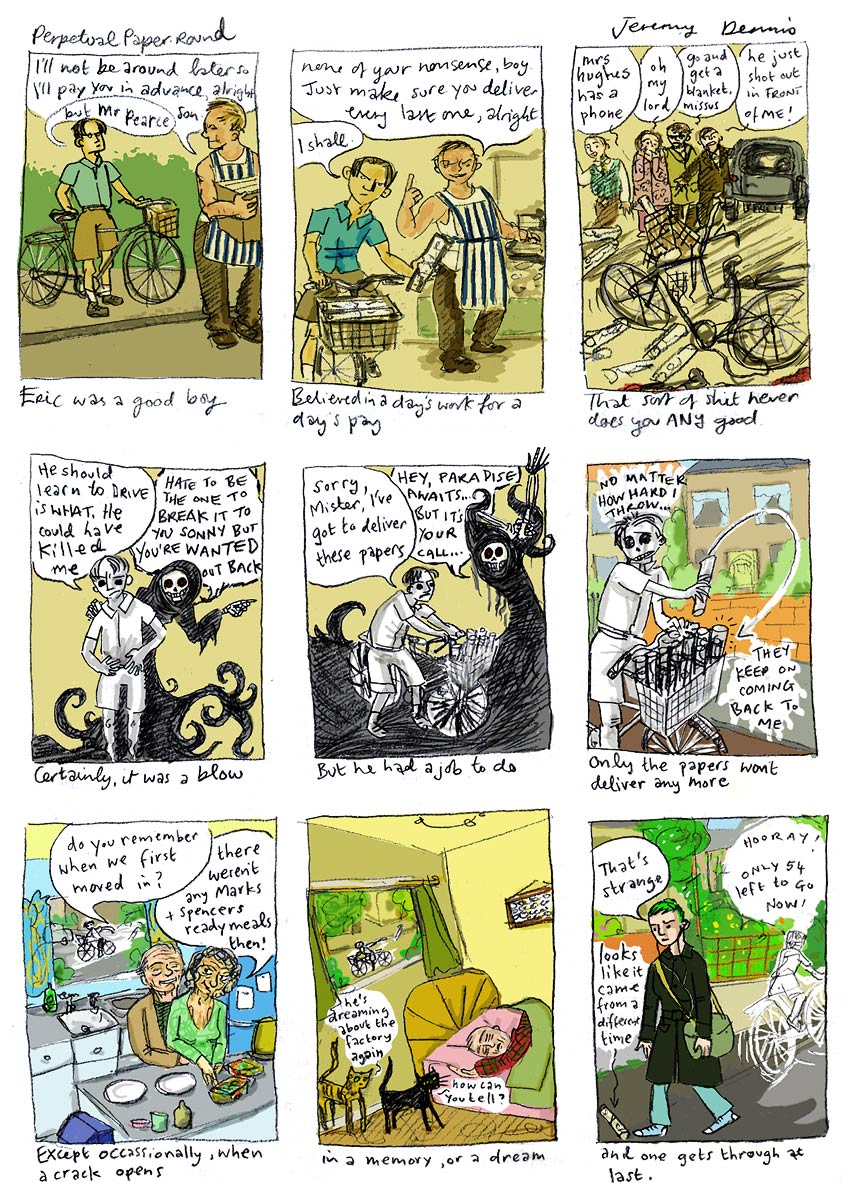 Perpetual Paper-Round
Jeremy Dennis
I'll not be around later so
I'll pay you in advance, alright
son
but Mr Pearce
Eric was a good boy
none of your nonsense, boy.
Just make sure you deliver
every last one, alright
I shall.
Believed in a day's work for a
day's pay
mrs
hughes
has a
phone
oh
my
lord
go and
get a
blanket,
missus
he just
shot out
in FRONT
of ME!
That sort of shit never
does you ANY good.
He should
learn to DRIVE
is WHAT. He
could have
killed
me
HATE TO BE
THE ONE TO
BREAK IT TO
YOU SONNY BUT
YOU'RE WANTED
OUT BACK
Certainly, it was a blow
Sorry,
Mister, I've
got to deliver
these papers
HEY, PARADISE
AWAITS...
BUT IT'S
YOUR
CALL...
But he had a job to do
NO MATTER
HOW HARD I
THROW...
THEY
KEEP ON
COMING
BACK TO
ME
Only the papers wont
deliver any more
do you remember
when we first
moved in?
there
weren't
any Marks
+ Spencers
ready meals
then!
Except occassionally, when
a crack opens
he's
dreaming
about the
factory
again
how can
you tell?
in a memory, or a dream
That's
strange
looks
like it
came
from a
different
time
HOORAY!
ONLY 54
left to Go
NOW!
and one gets through at
last.